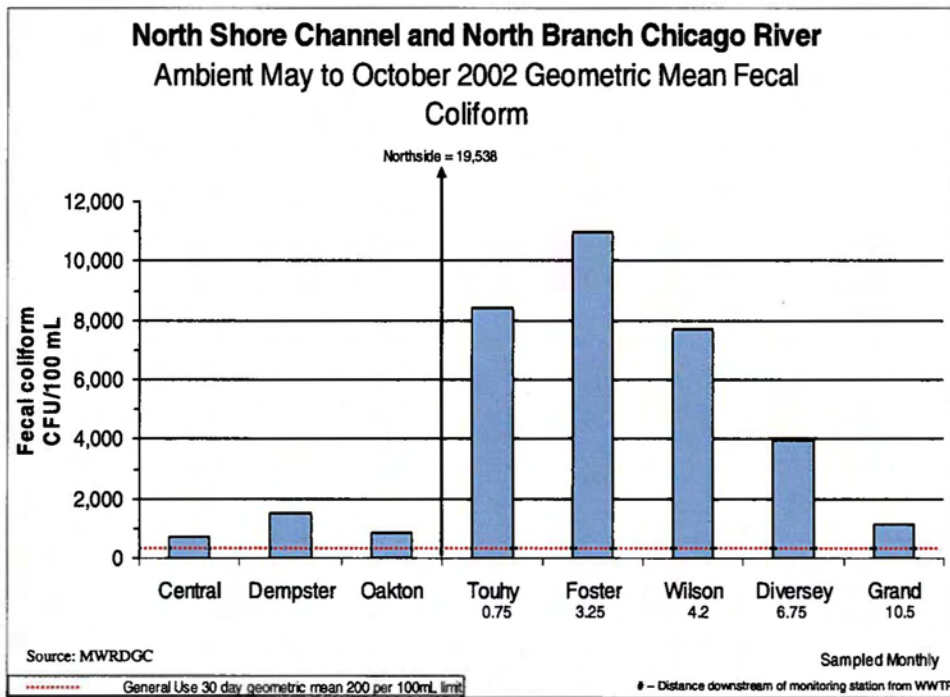 North Shore Channel and North Branch Chicago River
Ambient May to October 2002 Geometric Mean Fecal
Coliform
Northside = 19,538
Fecal coliform
CFU/100 mL
12,000
10,000
8,000
6,000
4,000
2,000
0
Central Dempster Oakton Touhy Foster Wilson Diversey Grand
0.75 3.25 4.2 6.75 10.5
Source: MWRDGC
Sampled Monthly
General Use 30 day geometric mean 200 per 100mL limit
# – Distance downstream of monitoring station from WWTP